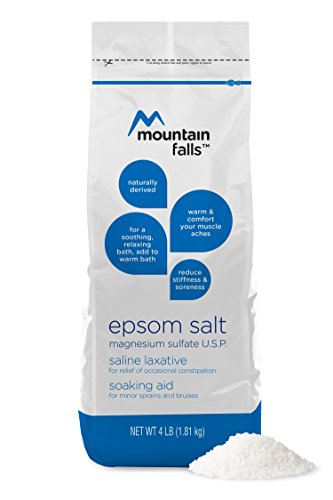 mountain
falls™
naturally
derived
for a
soothing,
relaxing
bath, add to
warm bath
warm &
comfort
your muscle
aches
reduce
stiffness &
soreness
epsom salt
magnesium sulfate U.S.P.
saline laxative
for relief of occasional constipation
soaking aid
for minor sprains and bruises
NET WT 4 LB (1.81 kg)